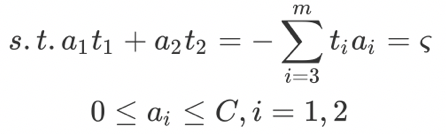 s.t. a₁t₁ + a₂t₂ = −∑_{i=3}^{m} tᵢaᵢ = ς
0 ≤ aᵢ ≤ C, i = 1, 2